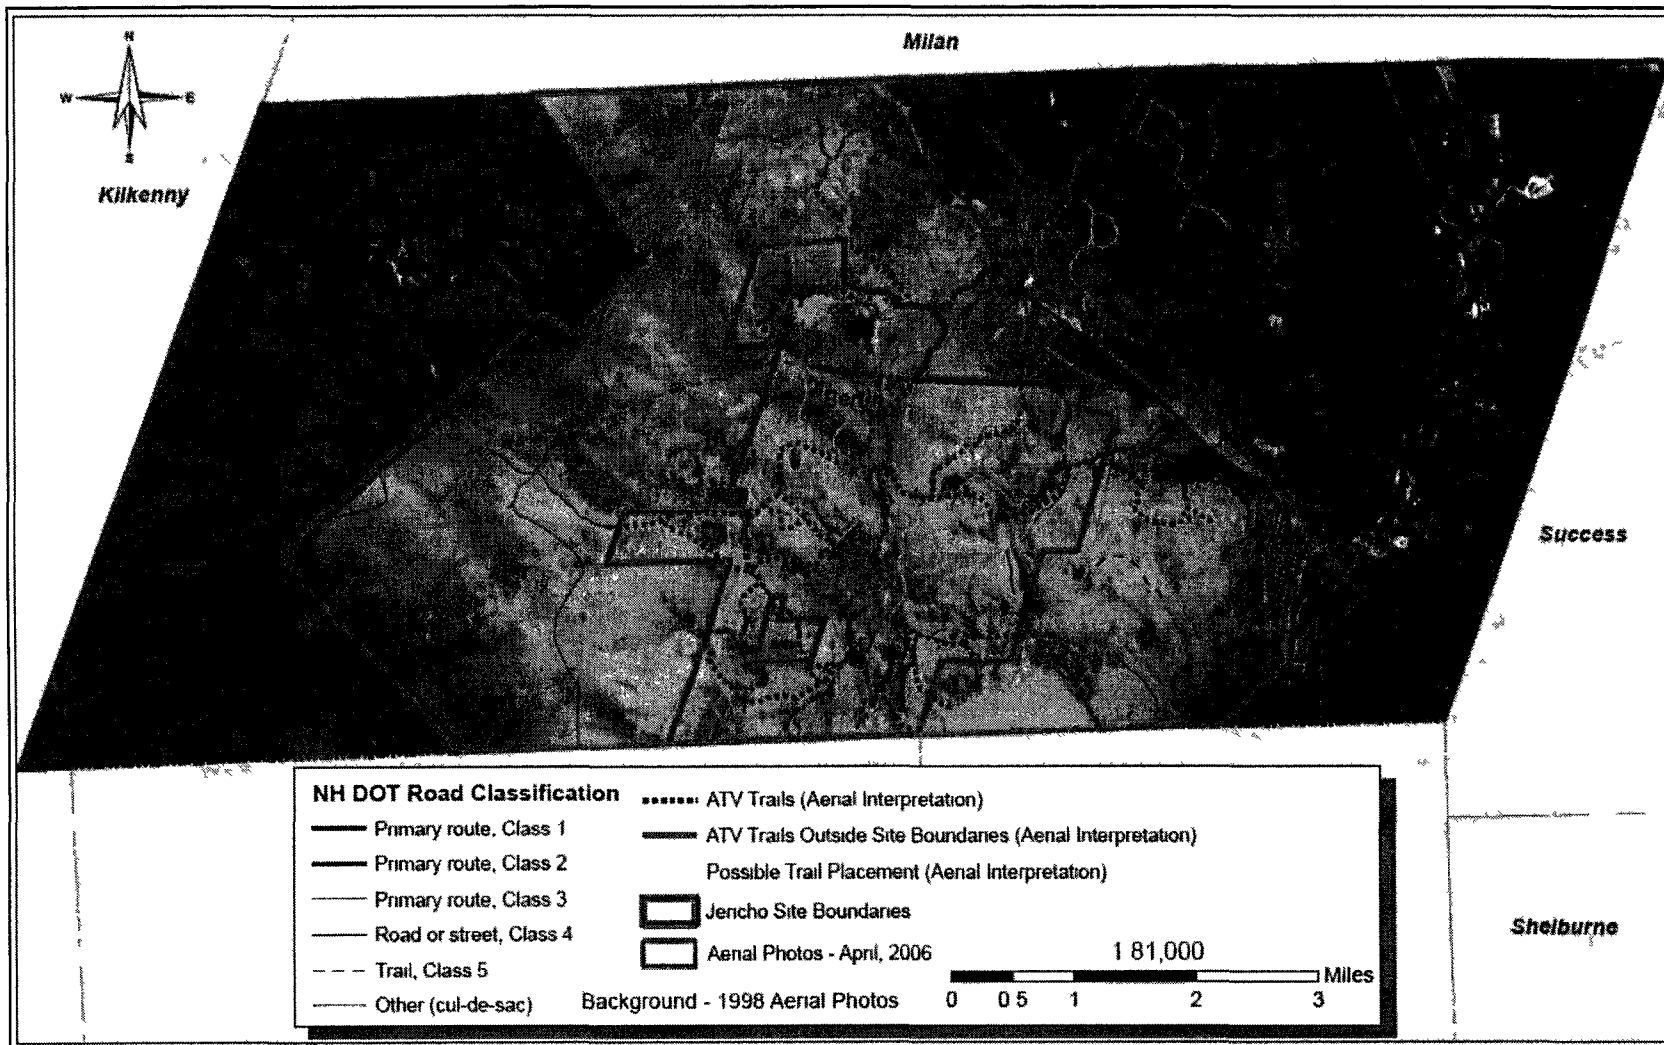 Milan
N
W E
S
Kilkenny
Success
NH DOT Road Classification
Primary route, Class 1
Primary route, Class 2
Primary route, Class 3
Road or street, Class 4
Trail, Class 5
Other (cul-de-sac)
ATV Trails (Aerial Interpretation)
ATV Trails Outside Site Boundaries (Aerial Interpretation)
Possible Trail Placement (Aerial Interpretation)
Jericho Site Boundaries
Aerial Photos - April, 2006
Background - 1998 Aerial Photos
1 81,000
Miles
0 0 5 1 2 3
Shelburne